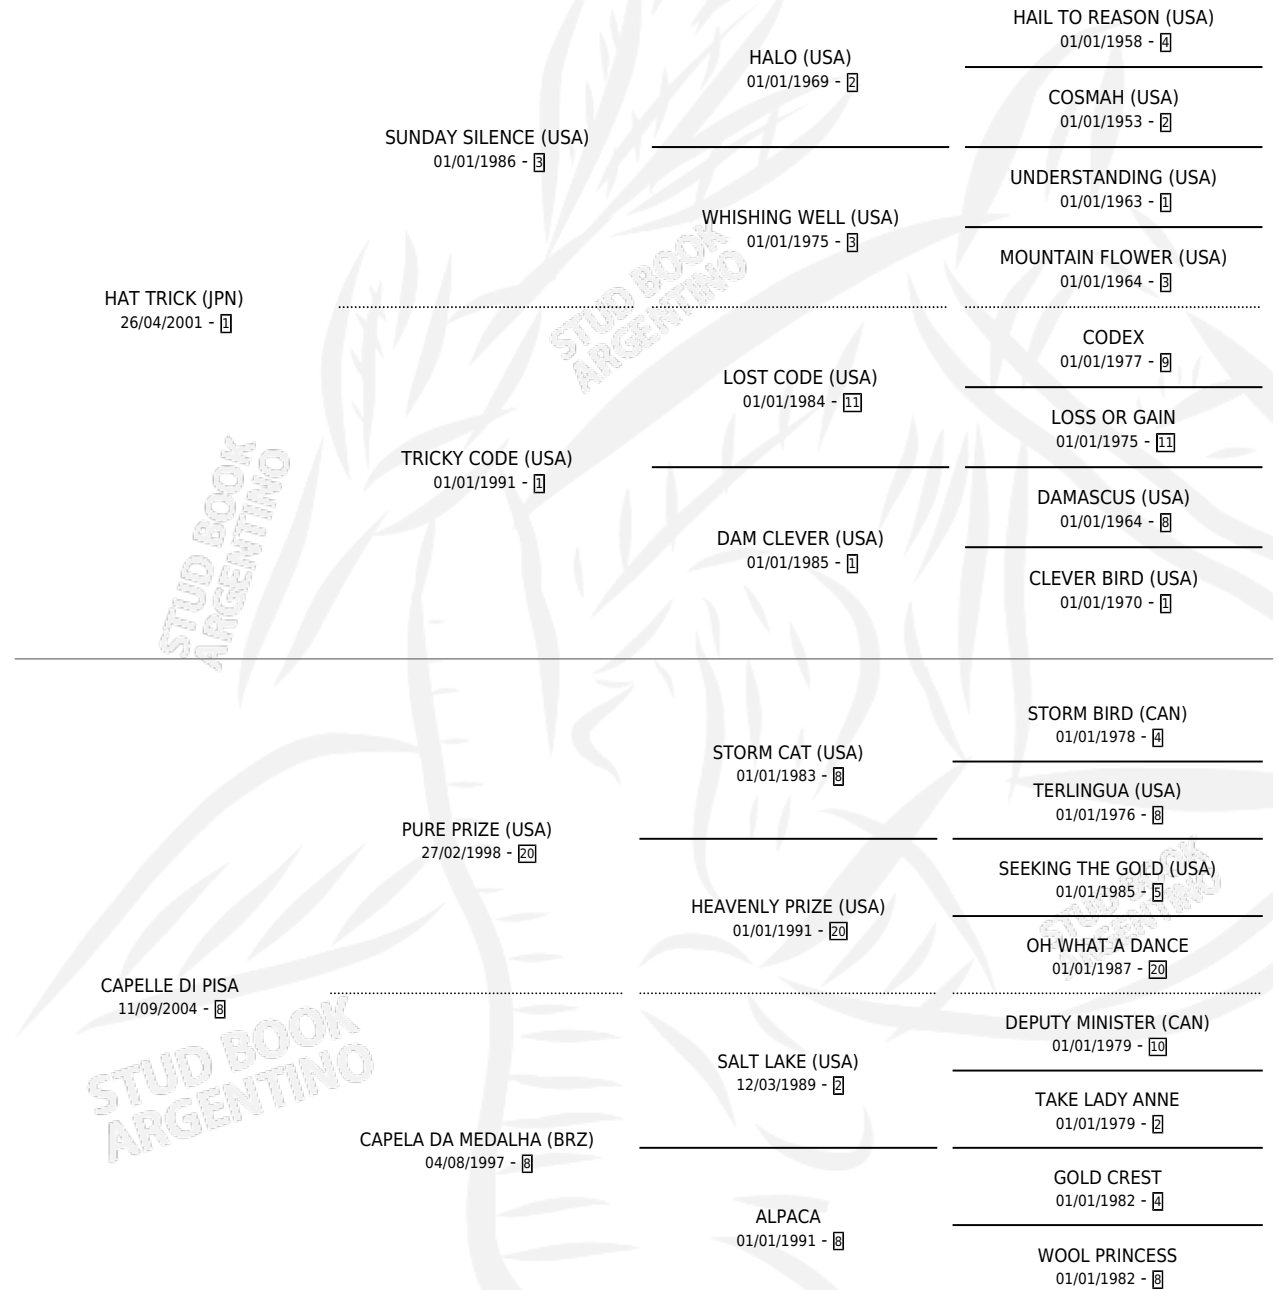 HAIL TO REASON (USA)
01/01/1958 - 4
HALO (USA)
01/01/1969 - 2
COSMAH (USA)
01/01/1953 - 2
SUNDAY SILENCE (USA)
01/01/1986 - 3
UNDERSTANDING (USA)
01/01/1963 - 1
WHISHING WELL (USA)
01/01/1975 - 3
MOUNTAIN FLOWER (USA)
01/01/1964 - 3
HAT TRICK (JPN)
26/04/2001 - 1
STUD BOOK
ARGENTINO
CODEX
01/01/1977 - 9
LOST CODE (USA)
01/01/1984 - 11
LOSS OR GAIN
01/01/1975 - 11
TRICKY CODE (USA)
01/01/1991 - 1
DAMASCUS (USA)
01/01/1964 - 8
DAM CLEVER (USA)
01/01/1985 - 1
CLEVER BIRD (USA)
01/01/1970 - 1
STUD BOOK
ARGENTINO
STORM BIRD (CAN)
01/01/1978 - 4
STORM CAT (USA)
01/01/1983 - 8
TERLINGUA (USA)
01/01/1976 - 8
PURE PRIZE (USA)
27/02/1998 - 20
SEEKING THE GOLD (USA)
01/01/1985 - 5
HEAVENLY PRIZE (USA)
01/01/1991 - 20
OH WHAT A DANCE
01/01/1987 - 20
STUD BOOK
ARGENTINO
CAPELLE DI PISA
11/09/2004 - 8
DEPUTY MINISTER (CAN)
01/01/1979 - 10
SALT LAKE (USA)
12/03/1989 - 2
TAKE LADY ANNE
01/01/1979 - 2
STUD BOOK
ARGENTINO
CAPELA DA MEDALHA (BRZ)
04/08/1997 - 8
GOLD CREST
01/01/1982 - 4
ALPACA
01/01/1991 - 8
WOOL PRINCESS
01/01/1982 - 8